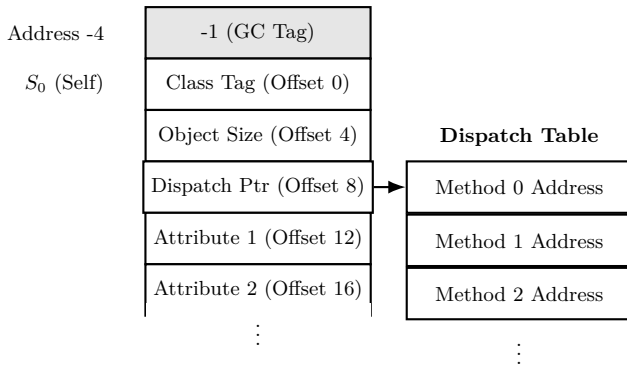 Address -4
-1 (GC Tag)
S₀ (Self)
Class Tag (Offset 0)
Object Size (Offset 4)
Dispatch Table
Dispatch Ptr (Offset 8)
Method 0 Address
Attribute 1 (Offset 12)
Method 1 Address
Attribute 2 (Offset 16)
Method 2 Address
⋮
⋮